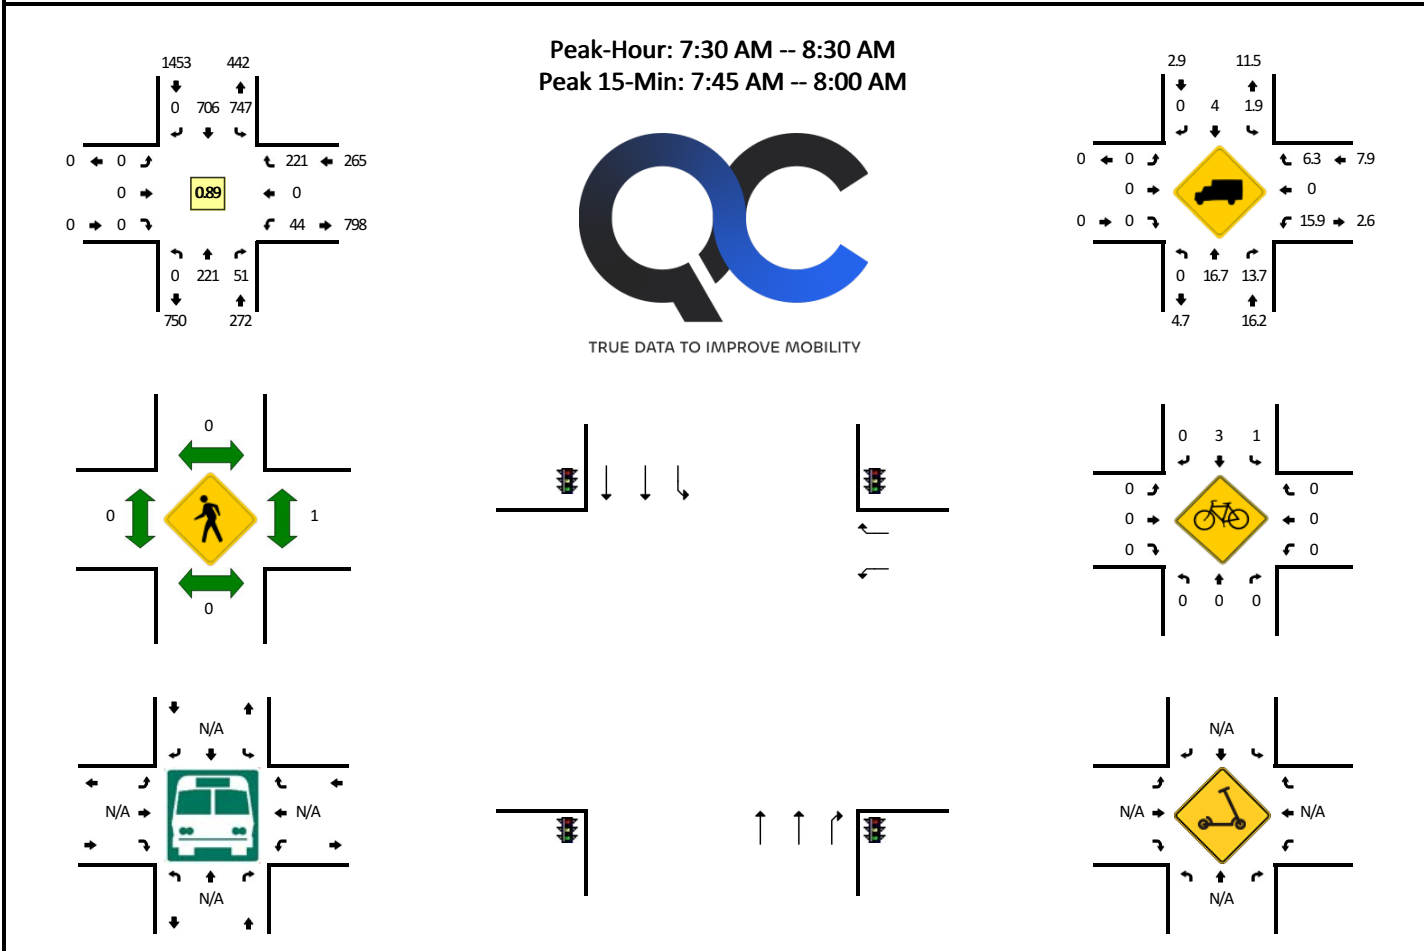 Peak-Hour: 7:30 AM -- 8:30 AM
Peak 15-Min: 7:45 AM -- 8:00 AM
1453 442
0 706 747
0 0 221 265
0 0.89 0
0 0 44 798
0 221 51
750 272
QC
TRUE DATA TO IMPROVE MOBILITY
2.9 11.5
0 4 1.9
0 0 6.3 7.9
0 0
0 0 15.9 2.6
0 16.7 13.7
4.7 16.2
0
0 1
0
0 3 1
0 0
0 0
0 0
0 0 0
N/A
N/A N/A
N/A
N/A
N/A N/A
N/A